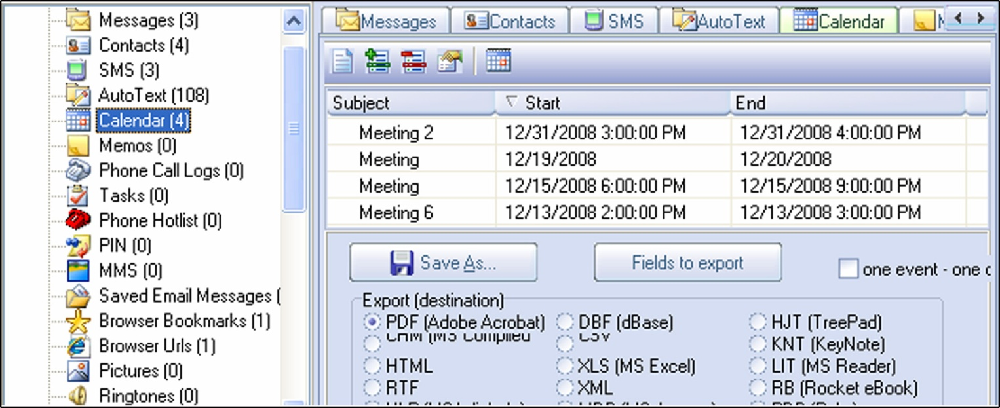 Messages (3)
Contacts (4)
SMS (3)
AutoText (108)
Calendar (4)
Memos (0)
Phone Call Logs (0)
Tasks (0)
Phone Hotlist (0)
PIN (0)
MMS (0)
Saved Email Messages (
Browser Bookmarks (1)
Browser Urls (1)
Pictures (0)
Ringtones (0)
Messages Contacts SMS AutoText Calendar
Subject Start End
Meeting 2 12/31/2008 3:00:00 PM 12/31/2008 4:00:00 PM
Meeting 12/19/2008 12/20/2008
Meeting 12/15/2008 6:00:00 PM 12/15/2008 9:00:00 PM
Meeting 6 12/13/2008 2:00:00 PM 12/13/2008 3:00:00 PM
Save As... Fields to export one event - one
Export (destination)
PDF (Adobe Acrobat) DBF (dBase) HJT (TreePad)
CHM (MS Compiled CSV KNT (KeyNote)
HTML XLS (MS Excel) LIT (MS Reader)
RTF XML RB (Rocket eBook)